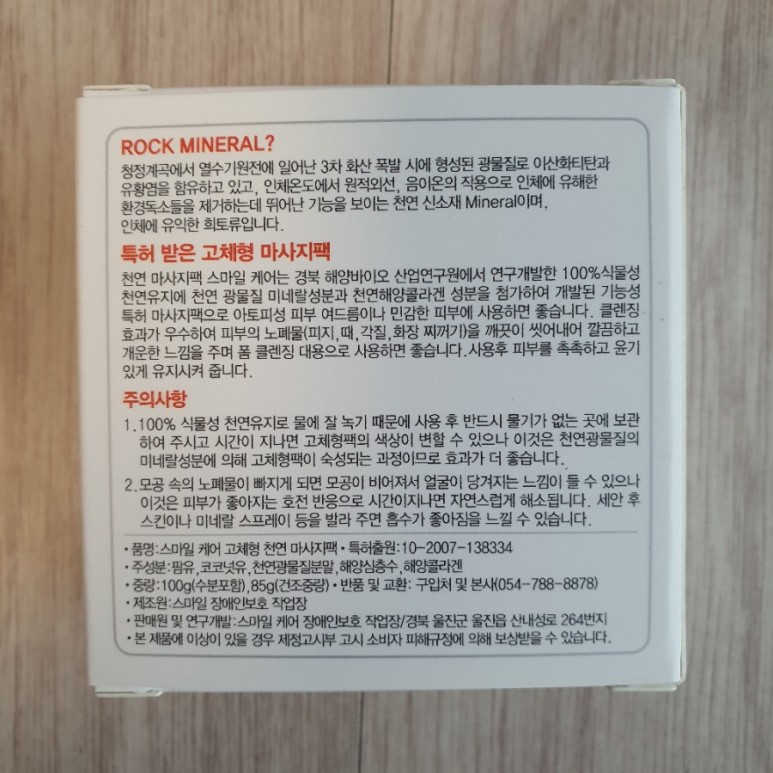 ROCK MINERAL?
청정계곡에서 열수기원전에 일어난 3차 화산 폭발 시에 형성된 광물질로 이산화티탄과
유황염을 함유하고 있고, 인체온도에서 원적외선, 음이온의 작용으로 인체에 유해한
환경독소들을 제거하는데 뛰어난 기능을 보이는 천연 신소재 Mineral이며,
인체에 유익한 희토류입니다.
특허 받은 고체형 마사지팩
천연 마사지팩 스마일 케어는 경북 해양바이오 산업연구원에서 연구개발한 100%식물성
천연유지에 천연 광물질 미네랄성분과 천연해양콜라겐 성분을 첨가하여 개발된 기능성
특허 마사지팩으로 아토피성 피부 여드름이나 민감한 피부에 사용하면 좋습니다. 클렌징
효과가 우수하여 피부의 노폐물(피지,때,각질,화장 찌꺼기)을 깨끗이 씻어내어 깔끔하고
개운한 느낌을 주며 폼 클렌징 대용으로 사용하면 좋습니다.사용후 피부를 촉촉하고 윤기
있게 유지시켜 줍니다.
주의사항
1.100% 식물성 천연유지로 물에 잘 녹기 때문에 사용 후 반드시 물기가 없는 곳에 보관
하여 주시고 시간이 지나면 고체형팩의 색상이 변할 수 있으나 이것은 천연광물질의
미네랄성분에 의해 고체형팩이 숙성되는 과정이므로 효과가 더 좋습니다.
2.모공 속의 노폐물이 빠지게 되면 모공이 비어져서 얼굴이 당겨지는 느낌이 들 수 있으나
이것은 피부가 좋아지는 호전 반응으로 시간이지나면 자연스럽게 해소됩니다. 세안 후
스킨이나 미네랄 스프레이 등을 발라 주면 흡수가 좋아짐을 느낄 수 있습니다.
•품명:스마일 케어 고체형 천연 마사지팩•특허출원:10-2007-138334
•주성분:팜유,코코넛유,천연광물질분말,해양심층수,해양콜라겐
•중량:100g(수분포함),85g(건조중량)•반품 및 교환: 구입처 및 본사(054-788-8878)
•제조원:스마일 장애인보호 작업장
•판매원 및 연구개발:스마일 케어 장애인보호 작업장/경북 울진군 울진읍 산내성로 264번지
•본 제품에 이상이 있을 경우 제정고시부 고시 소비자 피해규정에 의해 보상받을 수 있습니다.